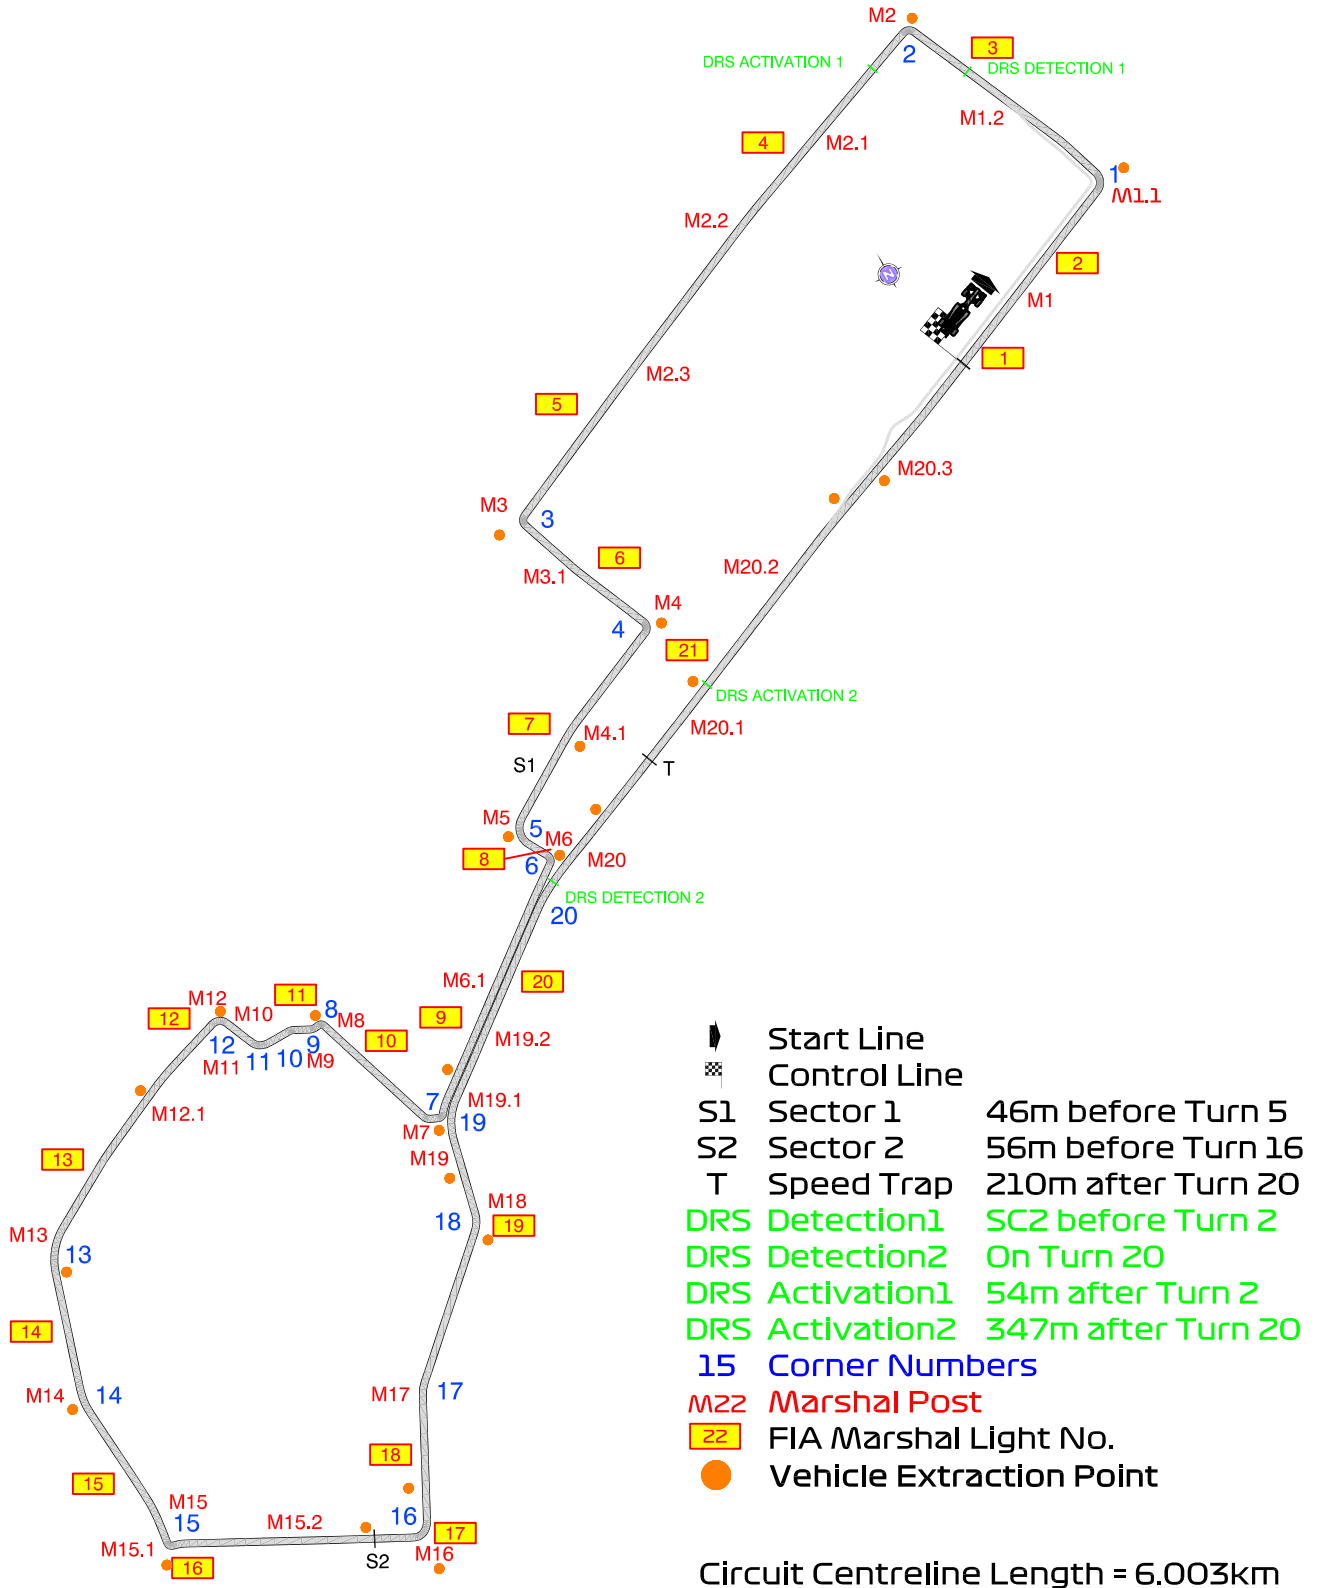 M2
3
DRS ACTIVATION 1
2
DRS DETECTION 1
M1.2
4
M2.1
1
M1.1
M2.2
2
N
M1
1
M2.3
5
M20.3
M3
3
6
M20.2
M3.1
M4
4
21
DRS ACTIVATION 2
7
M4.1
M20.1
S1
T
M5
5
M6
8
6
M20
DRS DETECTION 2
20
M6.1
20
11
M12
M10
8
M8
9
12
10
M19.2
12
11
10
9
M11
M9
M12.1
7
M19.1
19
M7
13
M19
M18
18
19
M13
13
14
M14
14
M17
17
18
15
M15
15
M15.2
16
17
M15.1
16
S2
M16
Start Line
Control Line
S1 Sector 1 46m before Turn 5
S2 Sector 2 56m before Turn 16
T Speed Trap 210m after Turn 20
DRS Detection1 SC2 before Turn 2
DRS Detection2 On Turn 20
DRS Activation1 54m after Turn 2
DRS Activation2 347m after Turn 20
15 Corner Numbers
M22 Marshal Post
22 FIA Marshal Light No.
Vehicle Extraction Point
Circuit Centreline Length = 6.003km